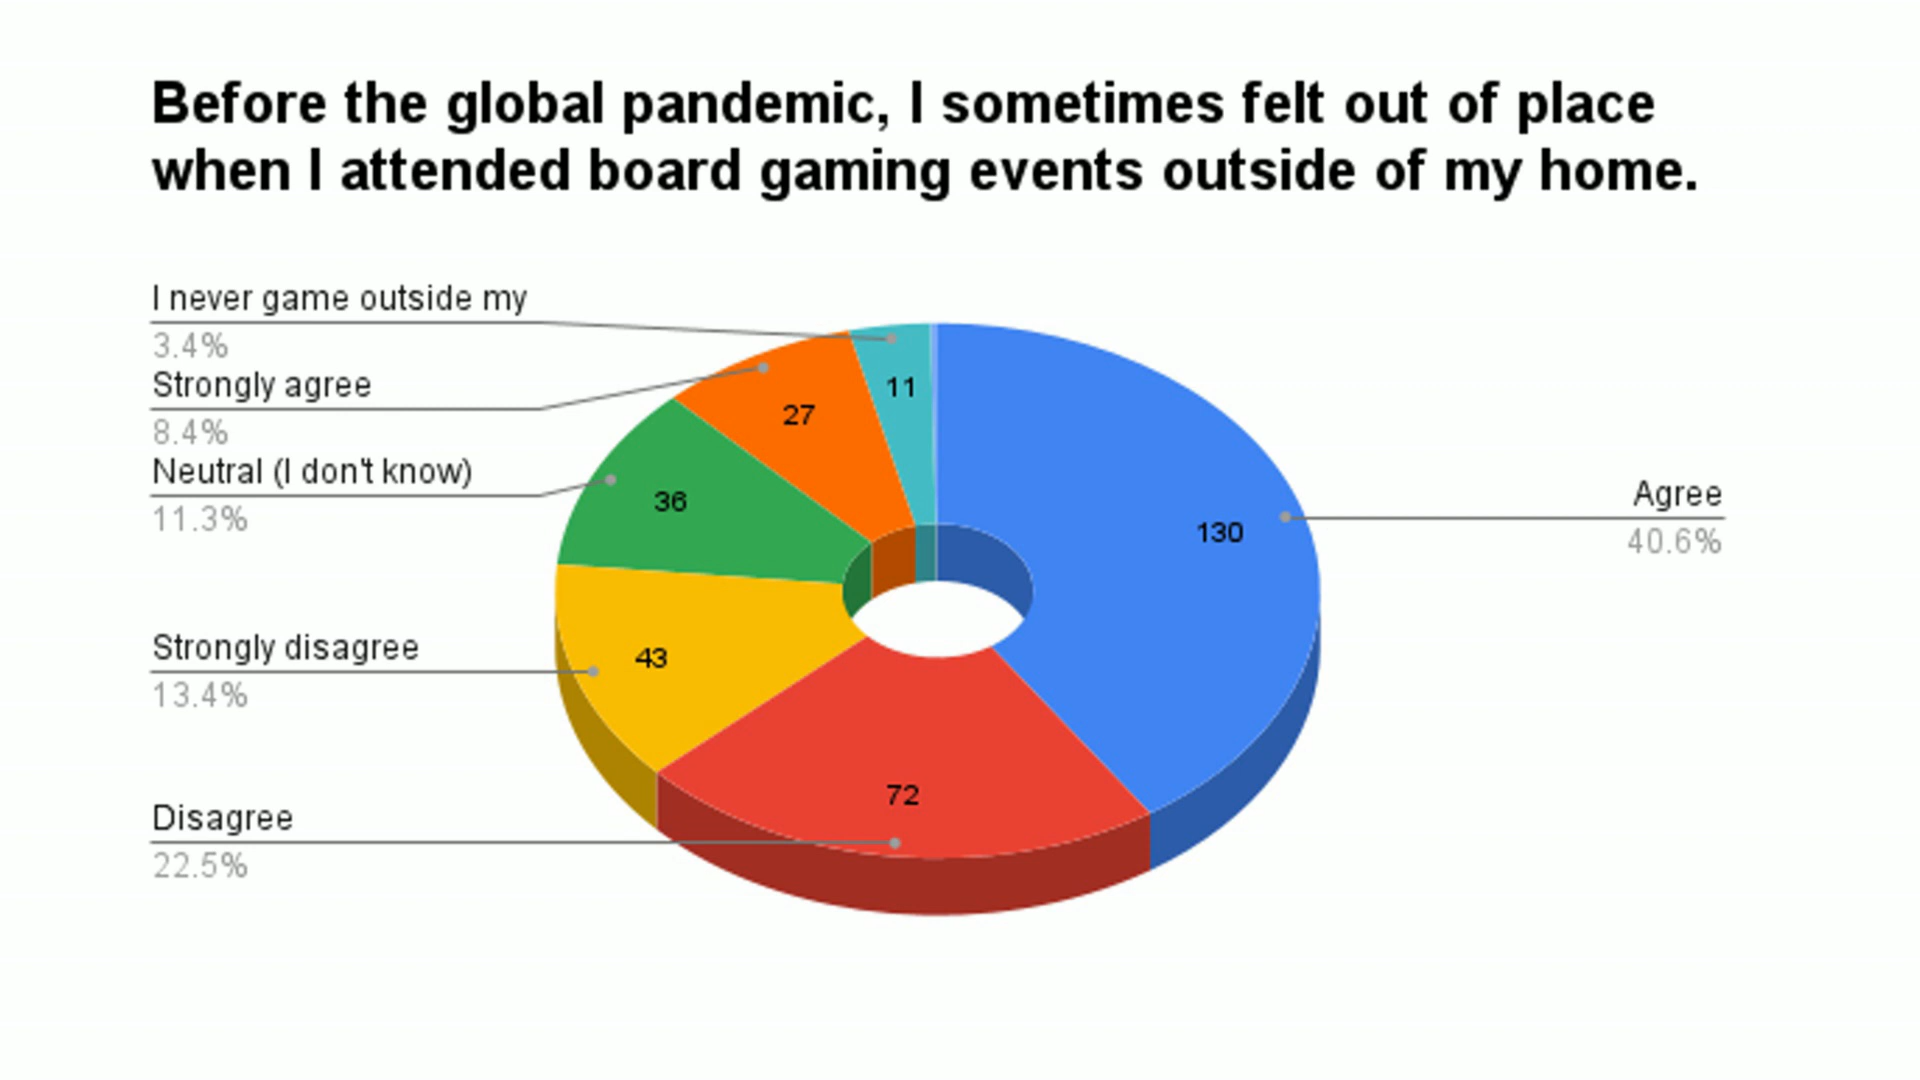 Before the global pandemic, I sometimes felt out of place
when I attended board gaming events outside of my home.
I never game outside my
3.4%
Strongly agree
8.4%
Neutral (I don't know)
11.3%
Strongly disagree
13.4%
Disagree
22.5%
11
27
36
43
72
130
Agree
40.6%